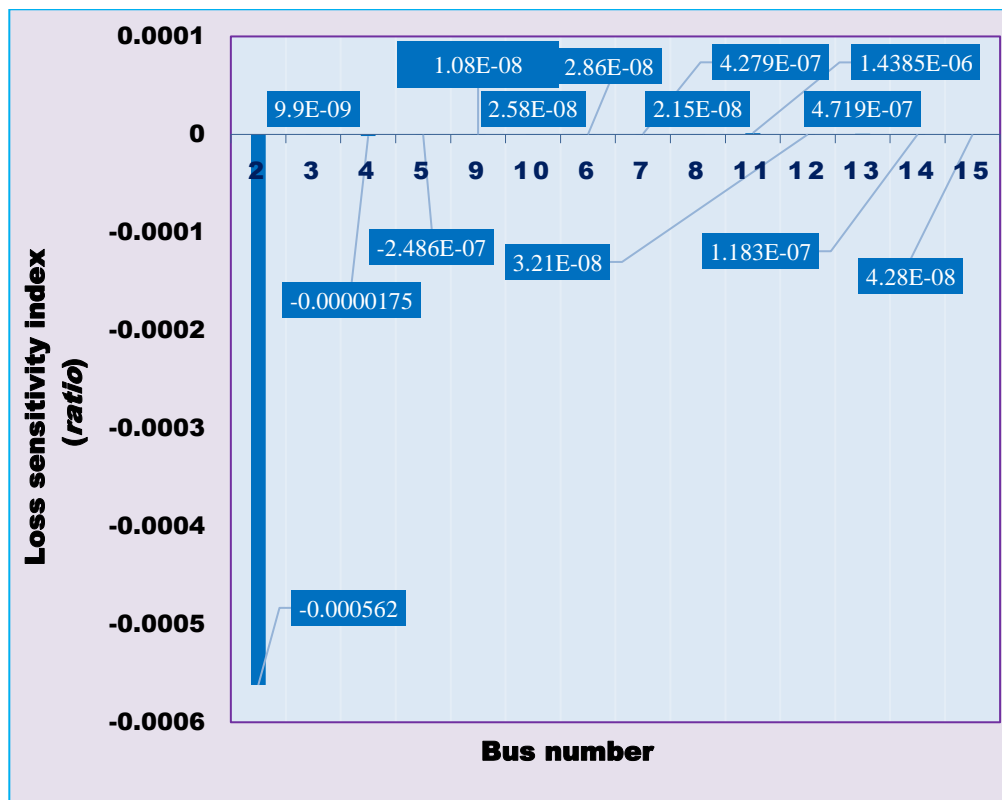 0.0001
0
-0.0001
-0.0002
-0.0003
-0.0004
-0.0005
-0.0006
Loss sensitivity index
(ratio)
1.08E-08
2.86E-08
4.279E-07
1.4385E-06
9.9E-09
2.58E-08
2.15E-08
4.719E-07
2 3 4 5 9 10 6 7 8 11 12 13 14 15
-2.486E-07
3.21E-08
1.183E-07
4.28E-08
-0.00000175
-0.000562
Bus number